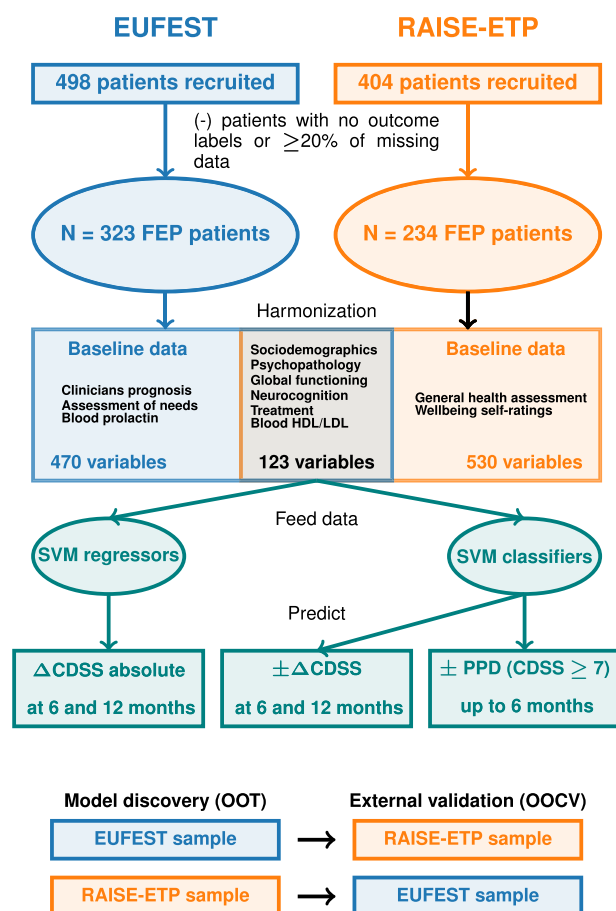 EUFEST
RAISE-ETP
498 patients recruited
404 patients recruited
(-) patients with no outcome
labels or ≥20% of missing
data
N = 323 FEP patients
N = 234 FEP patients
Harmonization
Baseline data
Clinicians prognosis
Assessment of needs
Blood prolactin
470 variables
Sociodemographics
Psychopathology
Global functioning
Neurocognition
Treatment
Blood HDL/LDL
123 variables
Baseline data
General health assessment
Wellbeing self-ratings
530 variables
Feed data
SVM regressors
SVM classifiers
Predict
ΔCDSS absolute
at 6 and 12 months
±ΔCDSS
at 6 and 12 months
± PPD (CDSS ≥ 7)
up to 6 months
Model discovery (OOT)
External validation (OOCV)
EUFEST sample
RAISE-ETP sample
RAISE-ETP sample
EUFEST sample